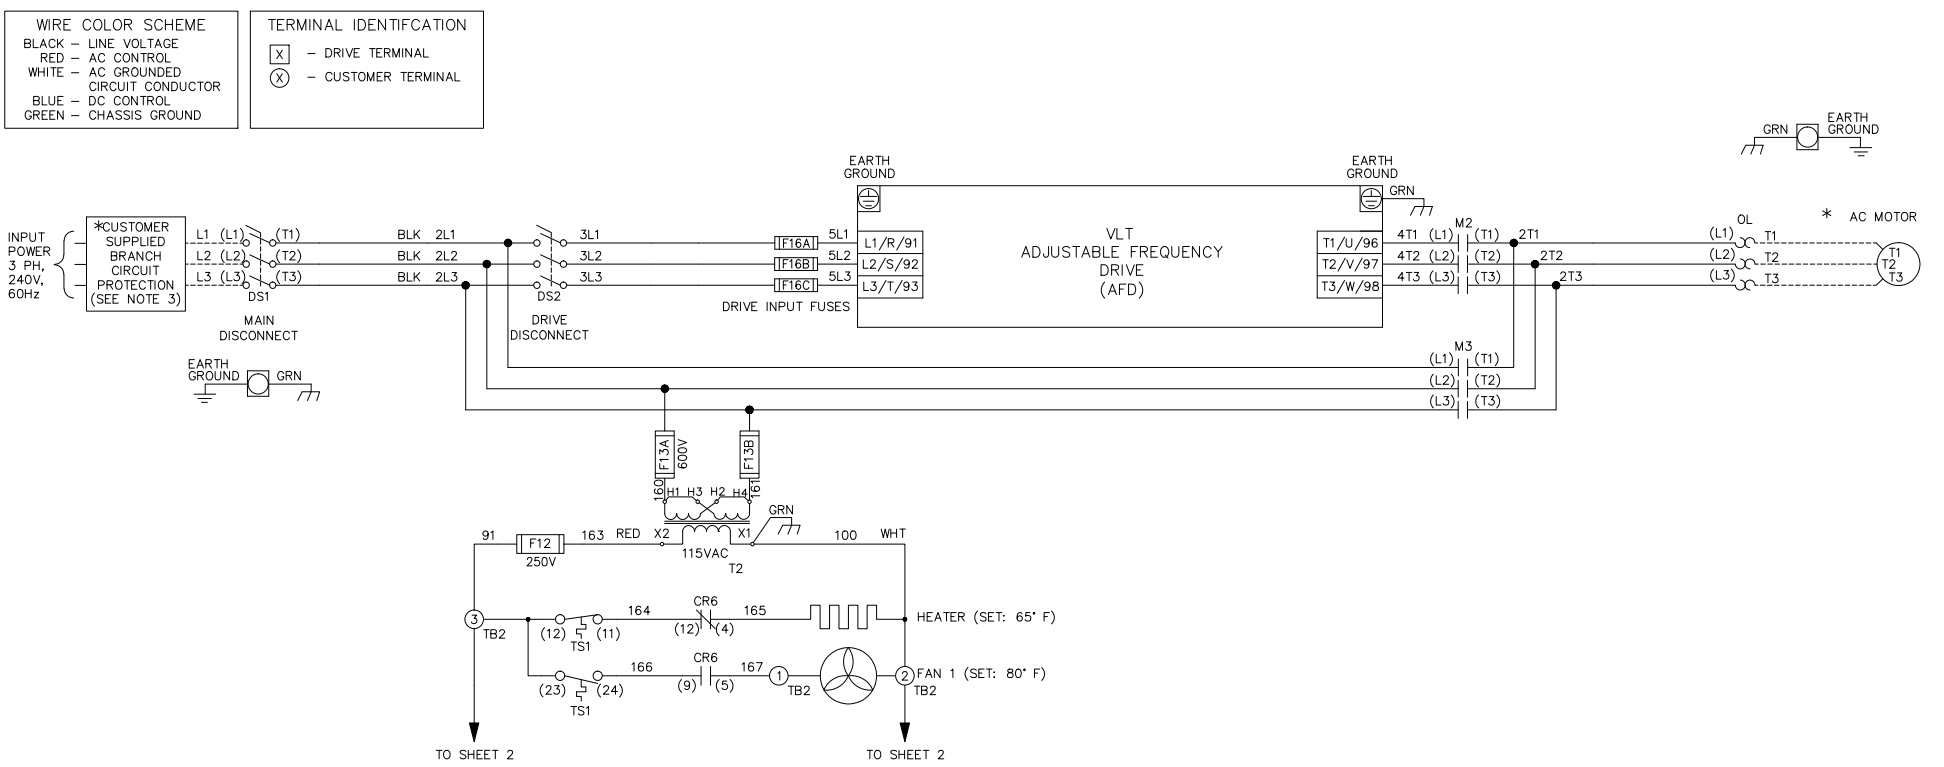 WIRE COLOR SCHEME
BLACK – LINE VOLTAGE
RED – AC CONTROL
WHITE – AC GROUNDED
CIRCUIT CONDUCTOR
BLUE – DC CONTROL
GREEN – CHASSIS GROUND
TERMINAL IDENTIFCATION
X – DRIVE TERMINAL
X – CUSTOMER TERMINAL
GRN
EARTH
GROUND
INPUT
POWER
3 PH,
240V,
60Hz
*CUSTOMER
SUPPLIED
BRANCH
CIRCUIT
PROTECTION
(SEE NOTE 3)
L1 (L1) (T1) BLK 2L1
L2 (L2) (T2) BLK 2L2
L3 (L3) (T3) BLK 2L3
DS1
MAIN
DISCONNECT
EARTH
GROUND
GRN
3L1
3L2
3L3
DS2
DRIVE
DISCONNECT
F16A 5L1
F16B 5L2
F16C 5L3
DRIVE INPUT FUSES
EARTH
GROUND
L1/R/91
L2/S/92
L3/T/93
VLT
ADJUSTABLE FREQUENCY
DRIVE
(AFD)
EARTH
GROUND
GRN
T1/U/96
T2/V/97
T3/W/98
M2
4T1 (L1) (T1) 2T1
4T2 (L2) (T2) 2T2
4T3 (L3) (T3) 2T3
OL
(L1) T1
(L2) T2
(L3) T3
* AC MOTOR
T1
T2
T3
M3
(L1) (T1)
(L2) (T2)
(L3) (T3)
F13A
600V
F13B
160
161
H1 H3 H2 H4
GRN
91 F12 163 RED X2 X1 100 WHT
250V
115VAC
T2
3
TB2
(12) (11)
TS1
164
CR6
(12) (4)
165
HEATER (SET: 65° F)
(23) (24)
TS1
166
CR6
(9) (5)
167
1
TB2
2
TB2
FAN 1 (SET: 80° F)
TO SHEET 2
TO SHEET 2